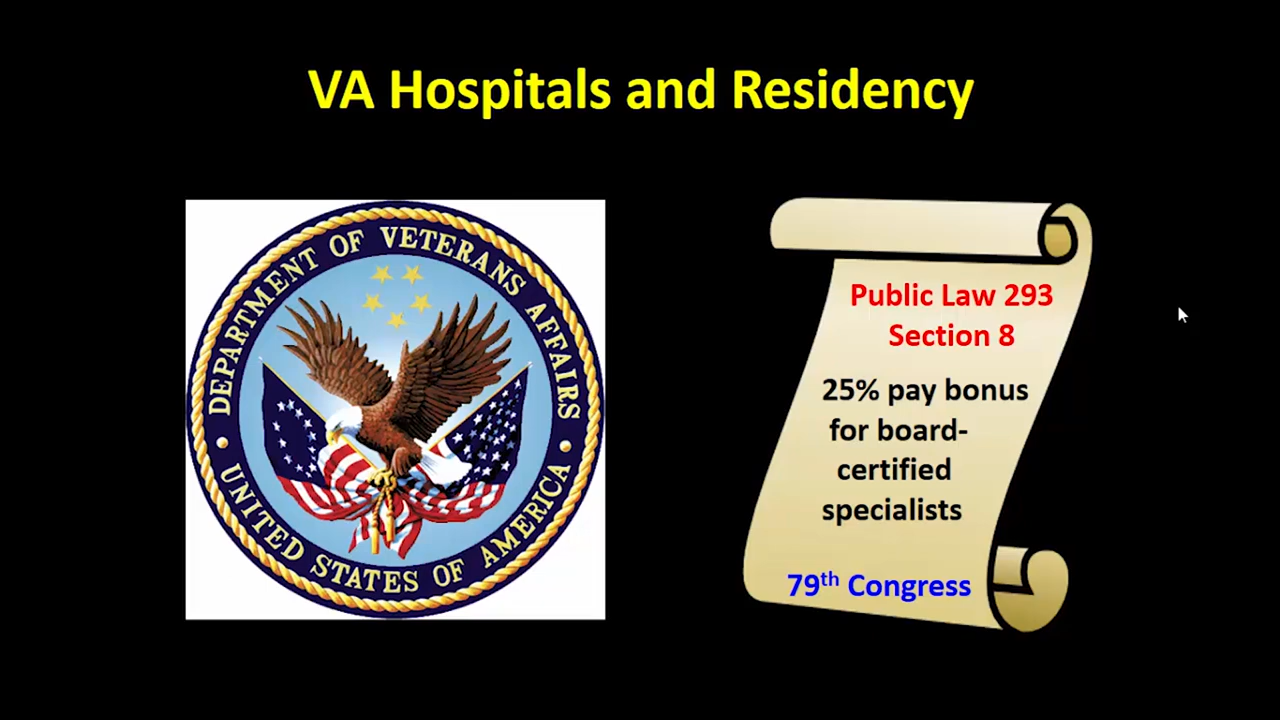 VA Hospitals and Residency
DEPARTMENT OF VETERANS AFFAIRS
UNITED STATES OF AMERICA
Public Law 293
Section 8
25% pay bonus
for board-
certified
specialists
79th Congress